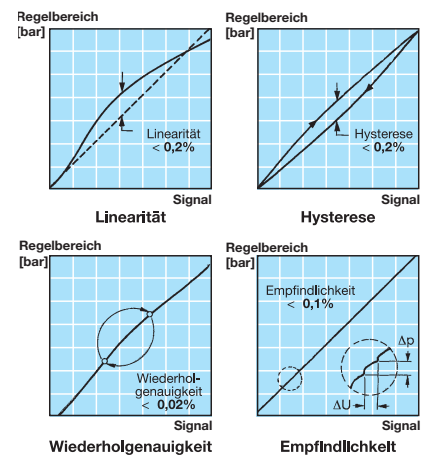 Regelbereich
[bar]
Linearität
< 0,2%
Signal
Linearität
Regelbereich
[bar]
Hysterese
< 0,2%
Signal
Hysterese
Regelbereich
[bar]
Wiederhol-
genauigkeit
< 0,02%
Signal
Wiederholgenauigkeit
Regelbereich
[bar]
Empfindlichkeit
< 0,1%
Δp
ΔU
Signal
Empfindlichkeit